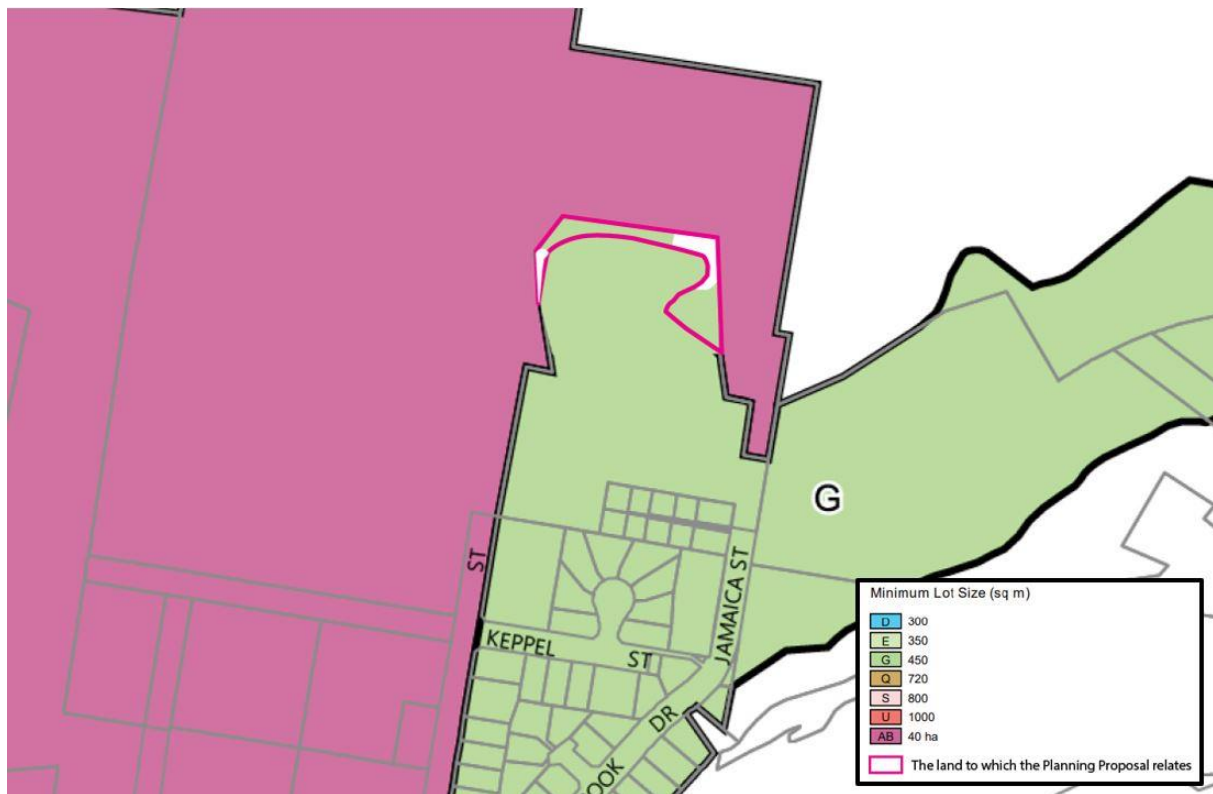 G
ST
JAMAICA ST
KEPPEL ST
DR
OOK
Minimum Lot Size (sq m)
D 300
E 350
G 450
Q 720
S 800
U 1000
AB 40 ha
The land to which the Planning Proposal relates